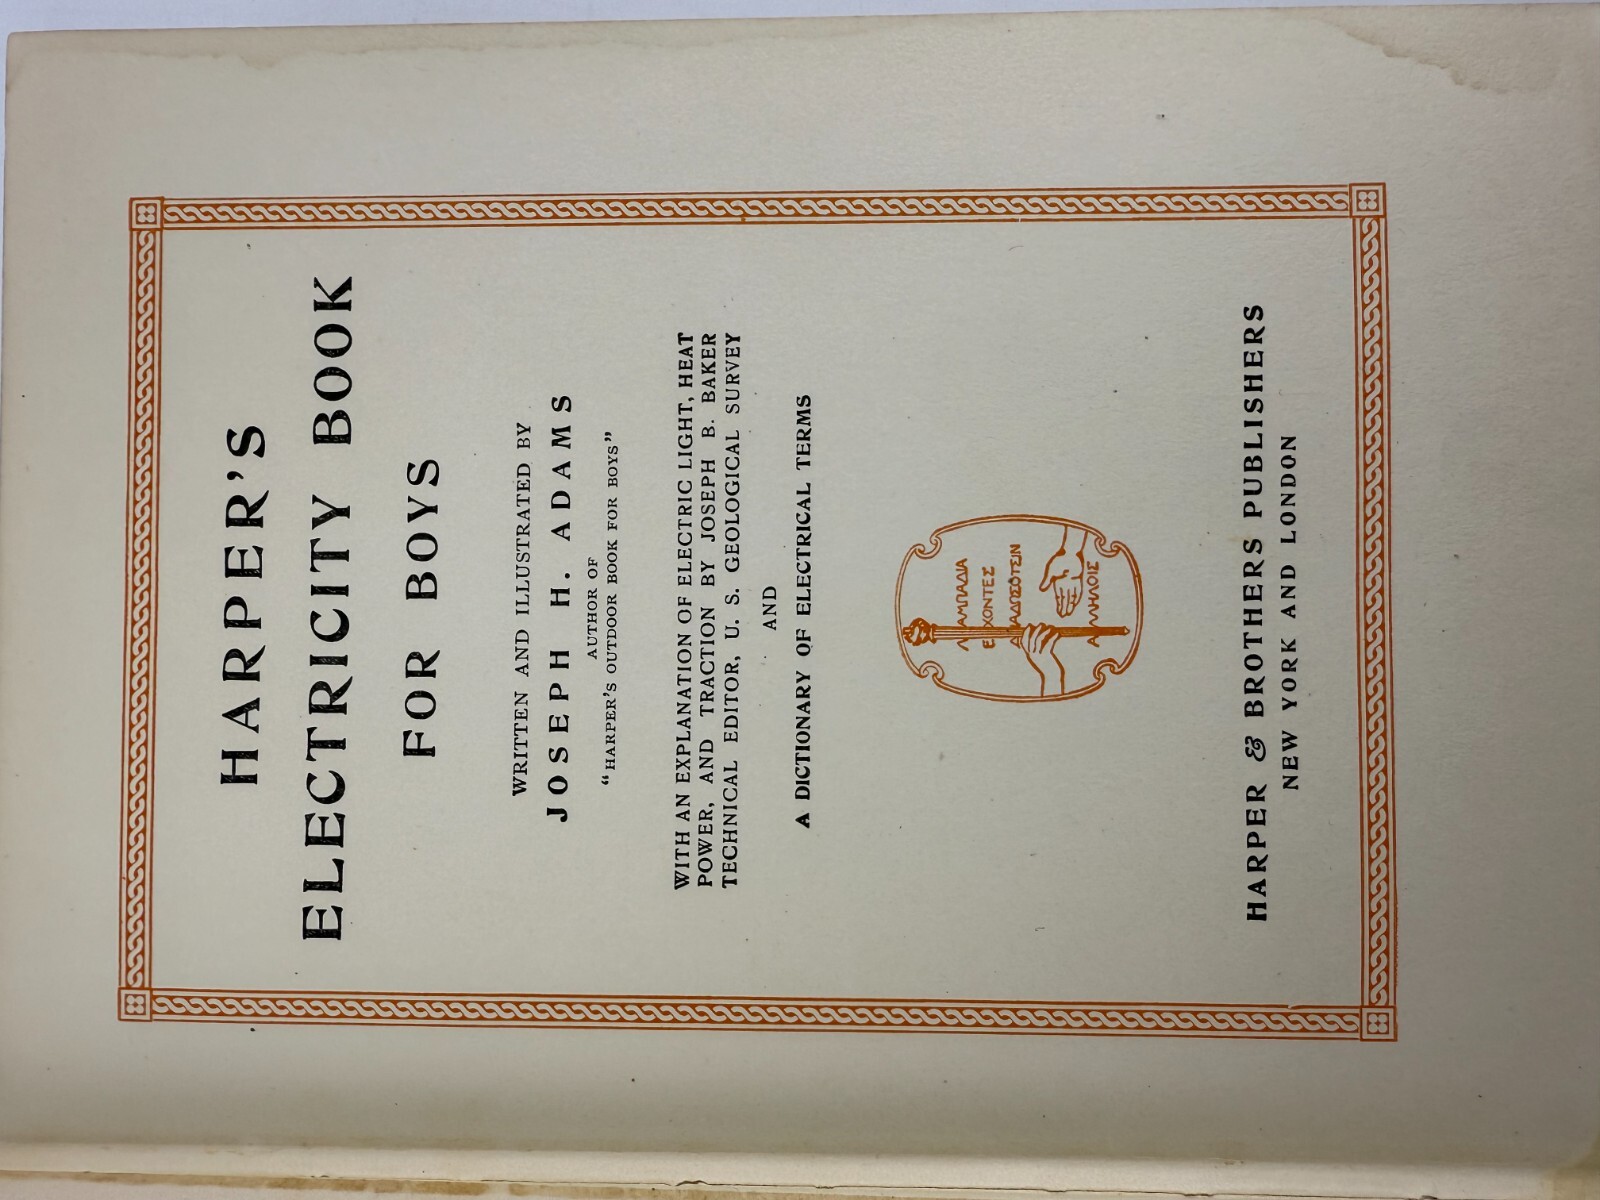 HARPER'S
ELECTRICITY BOOK
FOR BOYS
WRITTEN AND ILLUSTRATED BY
JOSEPH H. ADAMS
AUTHOR OF
"HARPER'S OUTDOOR BOOK FOR BOYS"
WITH AN EXPLANATION OF ELECTRIC LIGHT, HEAT
POWER, AND TRACTION BY JOSEPH B. BAKER
TECHNICAL EDITOR, U. S. GEOLOGICAL SURVEY
AND
A DICTIONARY OF ELECTRICAL TERMS
ΛΑΜΠΑΔΙΑ
ΕΧΟΝΤΕΣ
ΔΙΑΔΩΣΟΥΣΙΝ
ΑΛΛΗΛΟΙΣ
HARPER & BROTHERS PUBLISHERS
NEW YORK AND LONDON